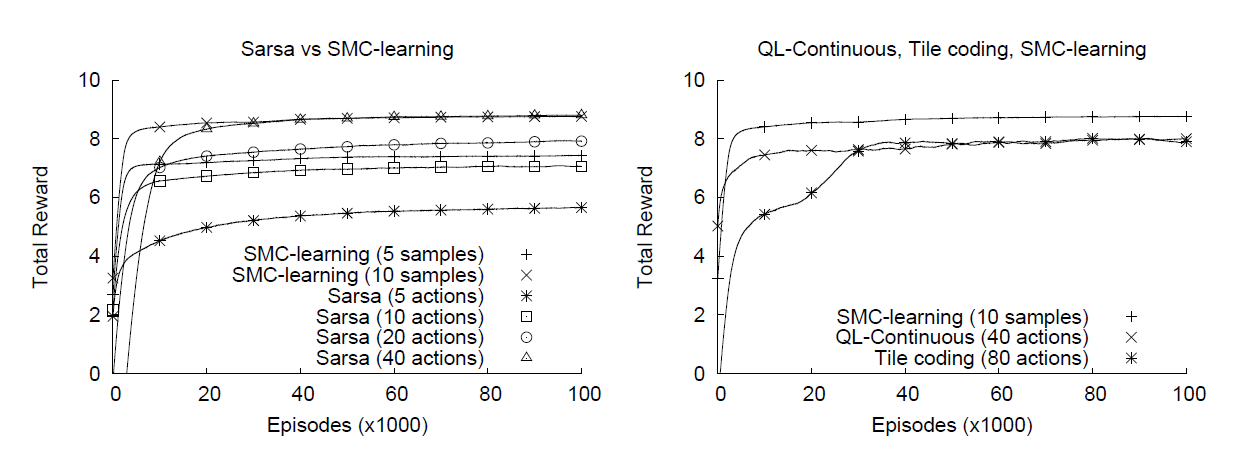 Sarsa vs SMC-learning
Total Reward
10
8
6
4
2
0
SMC-learning (5 samples)
SMC-learning (10 samples)
Sarsa (5 actions)
Sarsa (10 actions)
Sarsa (20 actions)
Sarsa (40 actions)
0 20 40 60 80 100
Episodes (x1000)
QL-Continuous, Tile coding, SMC-learning
Total Reward
10
8
6
4
2
0
SMC-learning (10 samples)
QL-Continuous (40 actions)
Tile coding (80 actions)
0 20 40 60 80 100
Episodes (x1000)